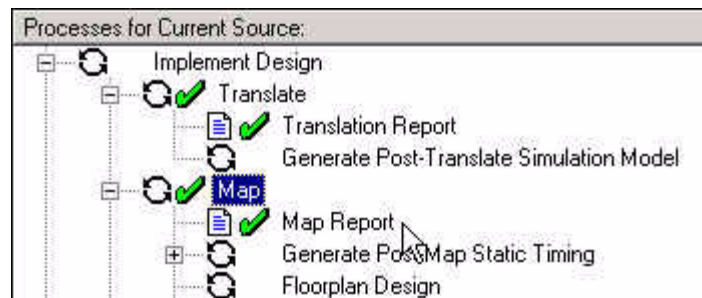 Processes for Current Source:
Implement Design
Translate
Translation Report
Generate Post-Translate Simulation Model
Map
Map Report
Generate Post-Map Static Timing
Floorplan Design